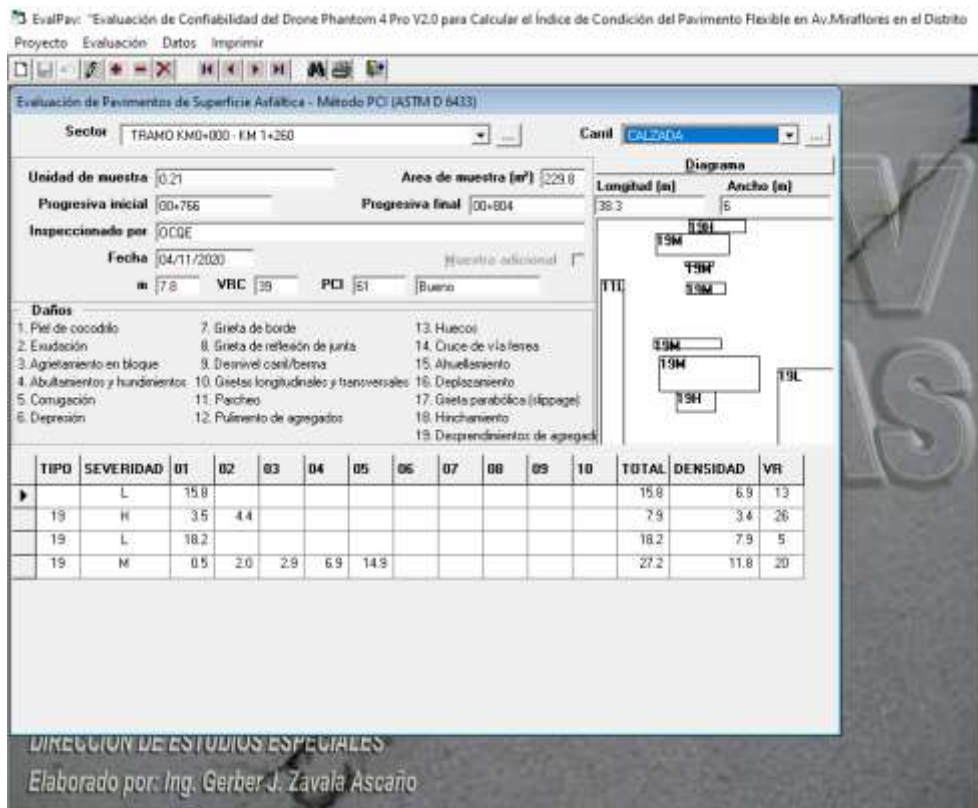 EvalPav: "Evaluación de Confiabilidad del Drone Phantom 4 Pro V2.0 para Calcular el Índice de Condición del Pavimento Flexible en Av.Miraflores en el Distrito
Proyecto Evaluación Datos Imprimir
Evaluación de Pavimentos de Superficie Asfáltica - Método PCI (ASTM D 6433)
Sector TRAMO KM0+000 - KM 1+260 Carril CALZADA
Diagrama
Unidad de muestra 0.21 Area de muestra (m²) 229.8 Longitud (m) Ancho (m)
Progresiva inicial 00+766 Progresiva final 00+804 38.3 6
Inspeccionado por OCQE
Fecha 04/11/2020 Muestra adicional
m 7.8 VRC 39 PCI 61 Bueno
19H
19M
19M
11L 19M
19M
19M
19L
19H
Daños
1. Piel de cocodrilo 7. Grieta de borde 13. Huecos
2. Exudación 8. Grieta de reflexión de junta 14. Cruce de vía ferrea
3. Agrietamiento en bloque 9. Desnivel carril/berma 15. Ahuellamiento
4. Abultamientos y hundimientos 10. Grietas longitudinales y transversales 16. Deplazamiento
5. Corrugación 11. Parcheo 17. Grieta parabólica (slippage)
6. Depresión 12. Pulimento de agregados 18. Hinchamiento
19. Desprendimientos de agregad
TIPO SEVERIDAD 01 02 03 04 05 06 07 08 09 10 TOTAL DENSIDAD VR
L 15.8 15.8 6.9 13
19 H 3.5 4.4 7.9 3.4 26
19 L 18.2 18.2 7.9 5
19 M 0.5 2.0 2.9 6.9 14.9 27.2 11.8 20
DIRECCIÓN DE ESTUDIOS ESPECIALES
Elaborado por: Ing. Gerber J. Zavala Ascaño